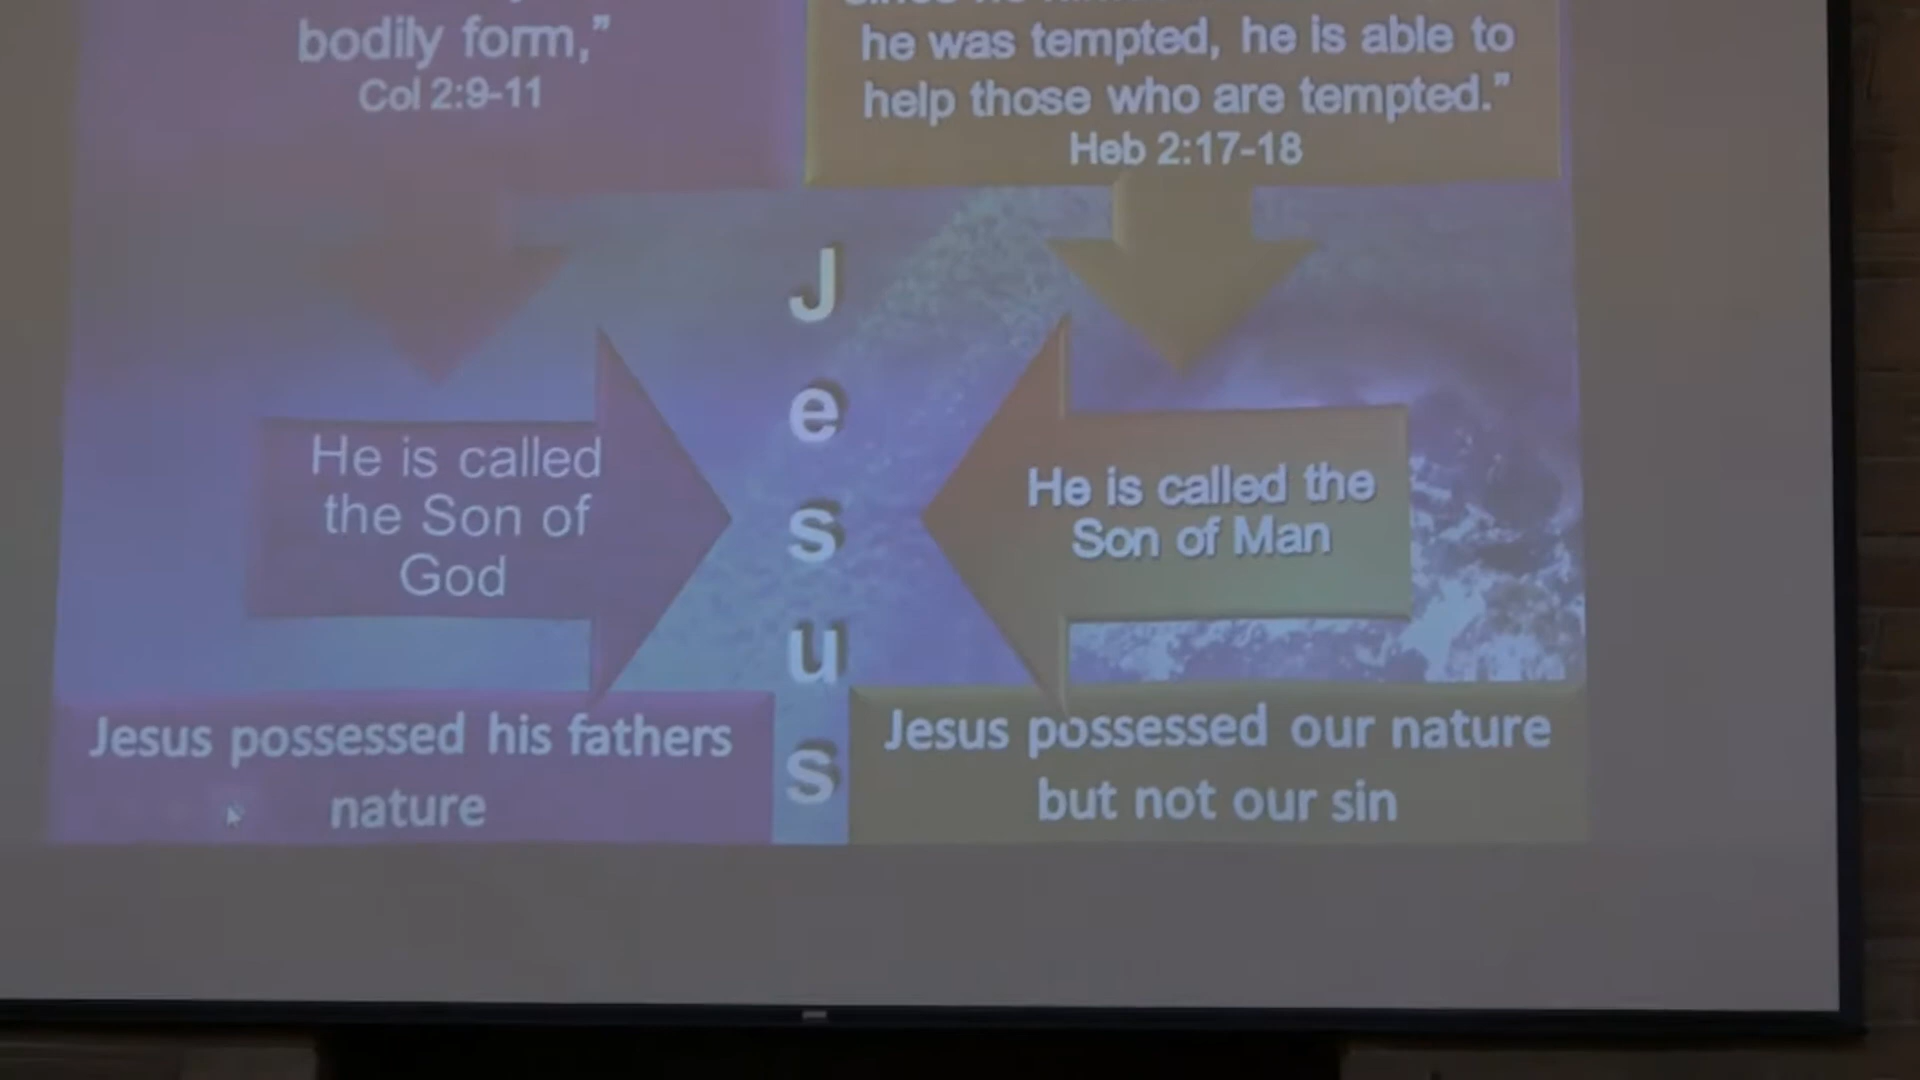 bodily form,”
Col 2:9-11
he was tempted, he is able to
help those who are tempted.”
Heb 2:17-18
J
e
s
u
s
He is called
the Son of
God
He is called the
Son of Man
Jesus possessed his fathers
nature
Jesus possessed our nature
but not our sin